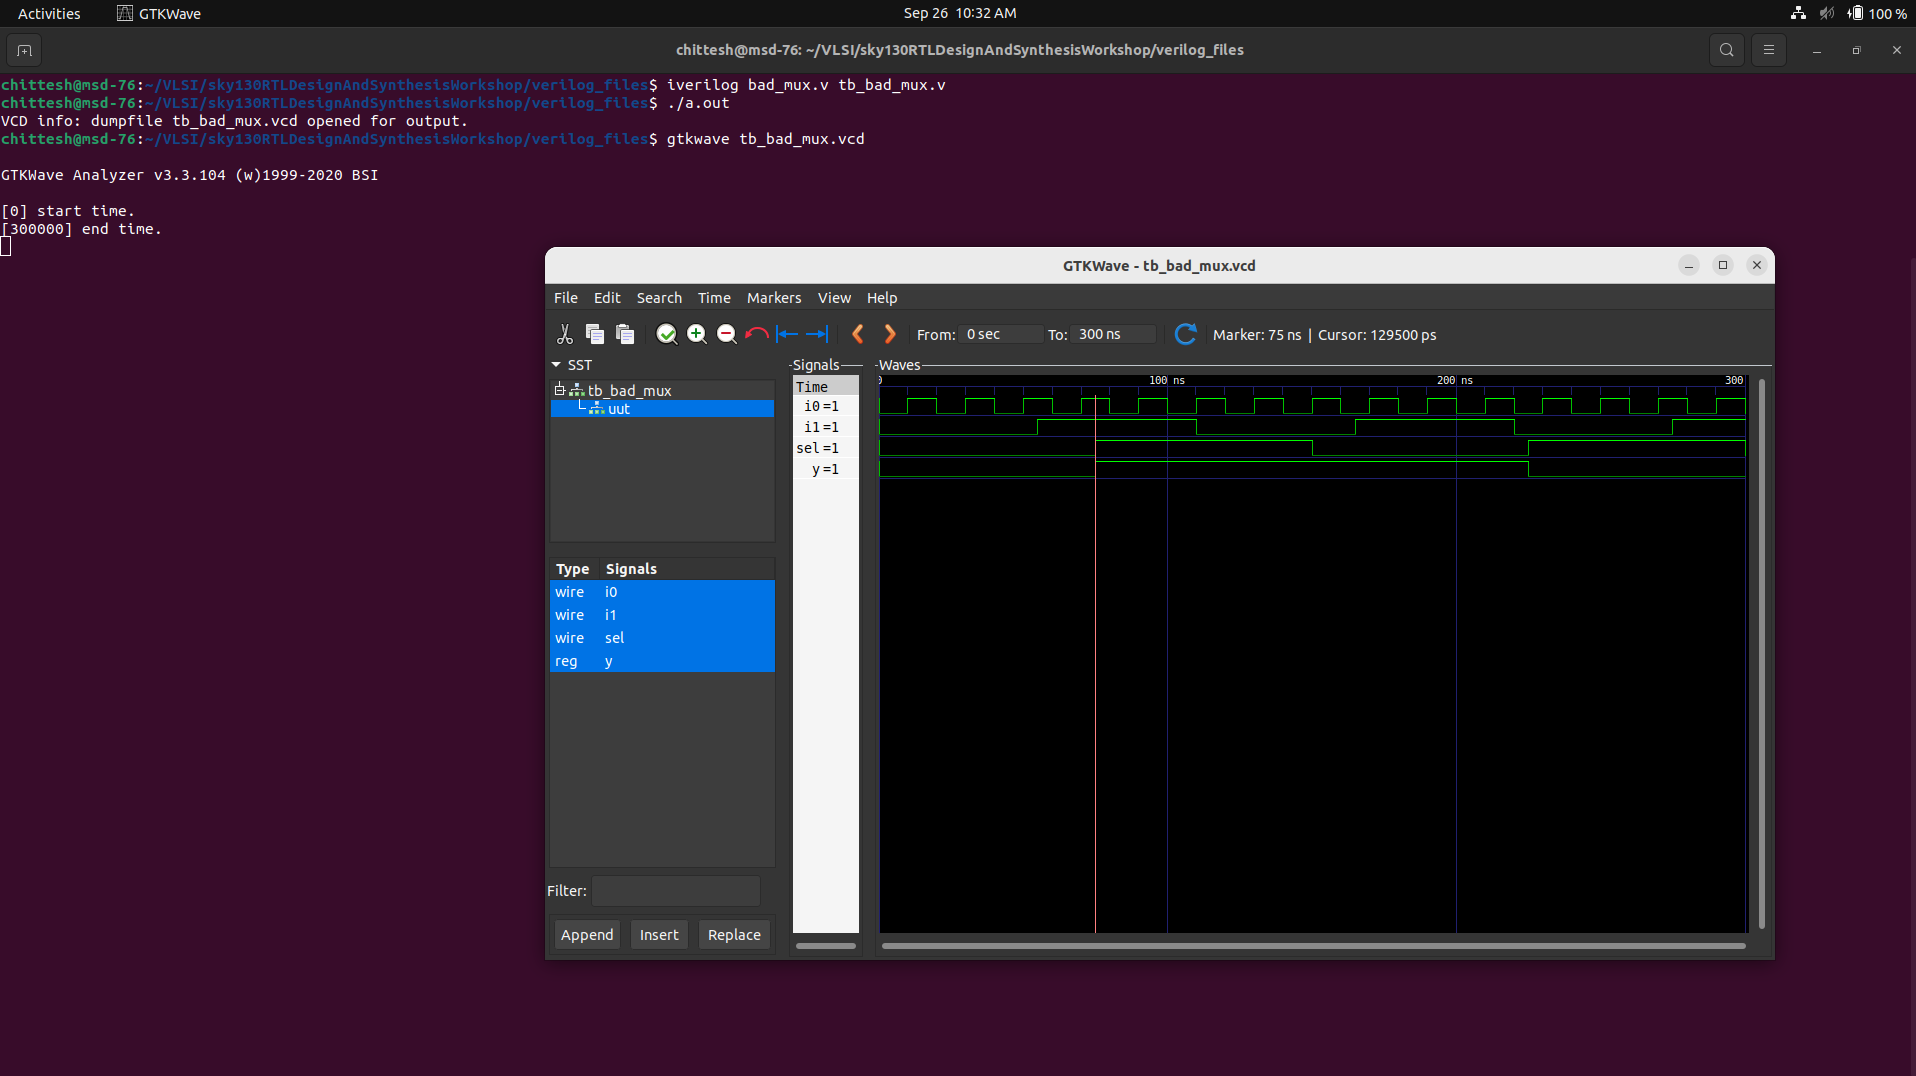 Activities GTKWave Sep 26 10:32 AM 100 %
chittesh@msd-76: ~/VLSI/sky130RTLDesignAndSynthesisWorkshop/verilog_files
chittesh@msd-76:~/VLSI/sky130RTLDesignAndSynthesisWorkshop/verilog_files$ iverilog bad_mux.v tb_bad_mux.v
chittesh@msd-76:~/VLSI/sky130RTLDesignAndSynthesisWorkshop/verilog_files$ ./a.out
VCD info: dumpfile tb_bad_mux.vcd opened for output.
chittesh@msd-76:~/VLSI/sky130RTLDesignAndSynthesisWorkshop/verilog_files$ gtkwave tb_bad_mux.vcd
GTKWave Analyzer v3.3.104 (w)1999-2020 BSI
[0] start time.
[300000] end time.
GTKWave - tb_bad_mux.vcd
File Edit Search Time Markers View Help
From: 0 sec To: 300 ns Marker: 75 ns | Cursor: 129500 ps
SST
tb_bad_mux
uut
Type Signals
wire i0
wire i1
wire sel
reg y
Filter:
Append Insert Replace
Signals
Time
i0 =1
i1 =1
sel =1
y =1
Waves
0 100 ns 200 ns 300